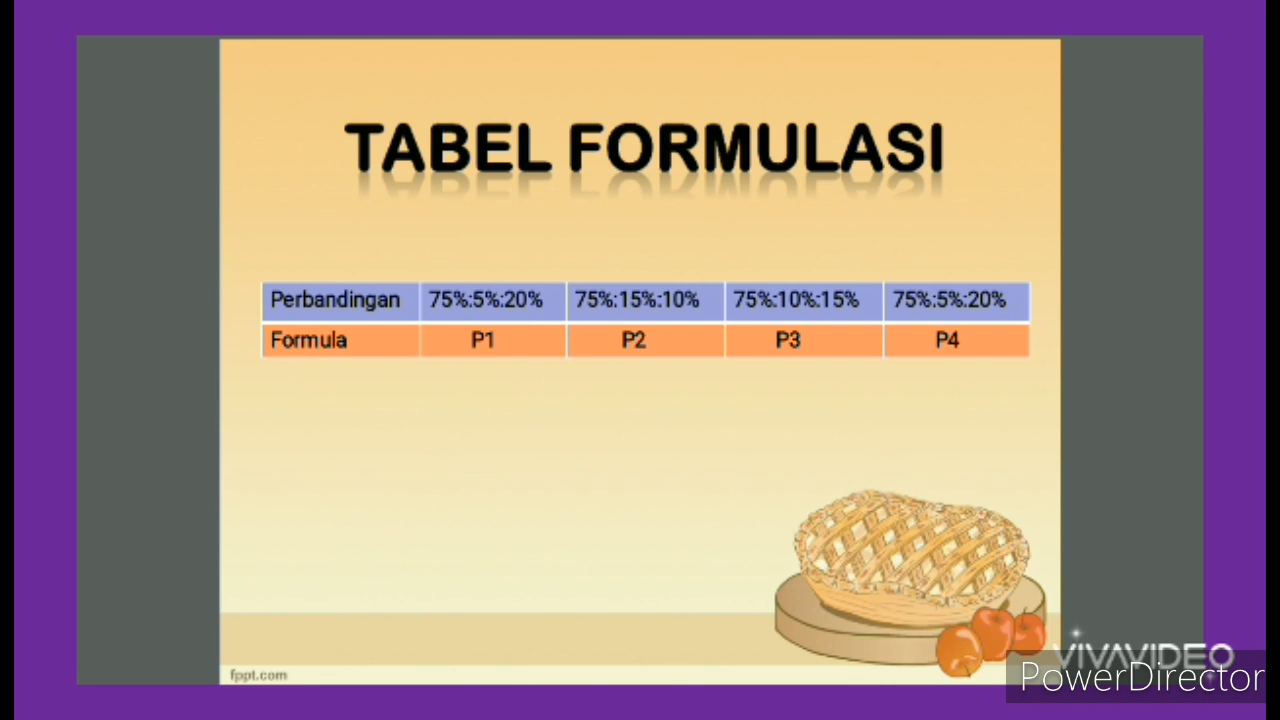 TABEL FORMULASI
Perbandingan 75%:5%:20% 75%:15%:10% 75%:10%:15% 75%:5%:20%
Formula P1 P2 P3 P4
fppt.com
VIVAVIDEO
PowerDirector